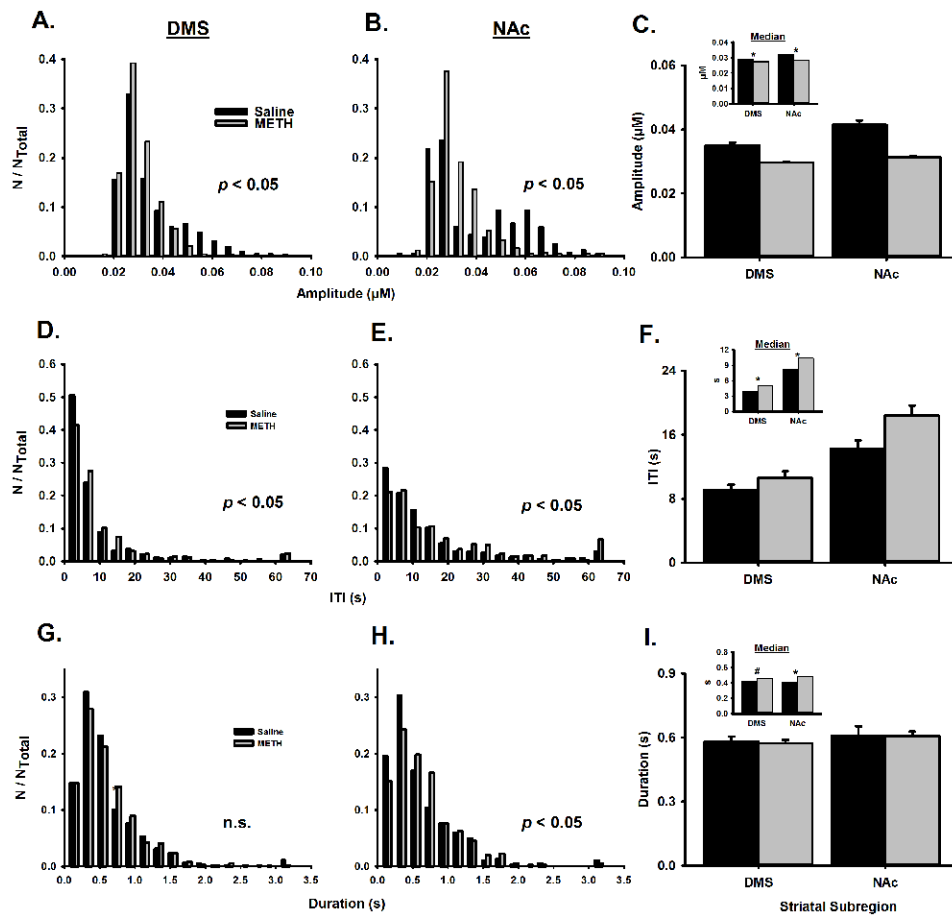 A.
DMS
B.
NAc
C.
N / NTotal
0.4
0.3
0.2
0.1
0.0
Saline
METH
p < 0.05
0.00 0.02 0.04 0.06 0.08 0.10
0.4
0.3
0.2
0.1
0.0
p < 0.05
0.00 0.02 0.04 0.06 0.08 0.10
Amplitude (µM)
Amplitude (µM)
0.06
0.04
0.02
0.00
Median
µM
0.04
0.03
0.02
0.01
0.00
* *
DMS NAc
DMS NAc
D.
E.
F.
N / NTotal
0.6
0.5
0.4
0.3
0.2
0.1
0.0
Saline
METH
p < 0.05
0 10 20 30 40 50 60 70
0.6
0.5
0.4
0.3
0.2
0.1
0.0
p < 0.05
0 10 20 30 40 50 60 70
ITI (s)
ITI (s)
24
16
8
0
Median
s
12
9
6
3
0
* *
DMS NAc
DMS NAc
G.
H.
I.
N / NTotal
0.3
0.2
0.1
0.0
Saline
METH
n.s.
0.0 0.5 1.0 1.5 2.0 2.5 3.0 3.5
0.3
0.2
0.1
0.0
p < 0.05
0.0 0.5 1.0 1.5 2.0 2.5 3.0 3.5
Duration (s)
Duration (s)
0.9
0.6
0.3
0.0
Median
s
0.8
0.6
0.4
0.2
0.0
# *
DMS NAc
DMS NAc
Striatal Subregion